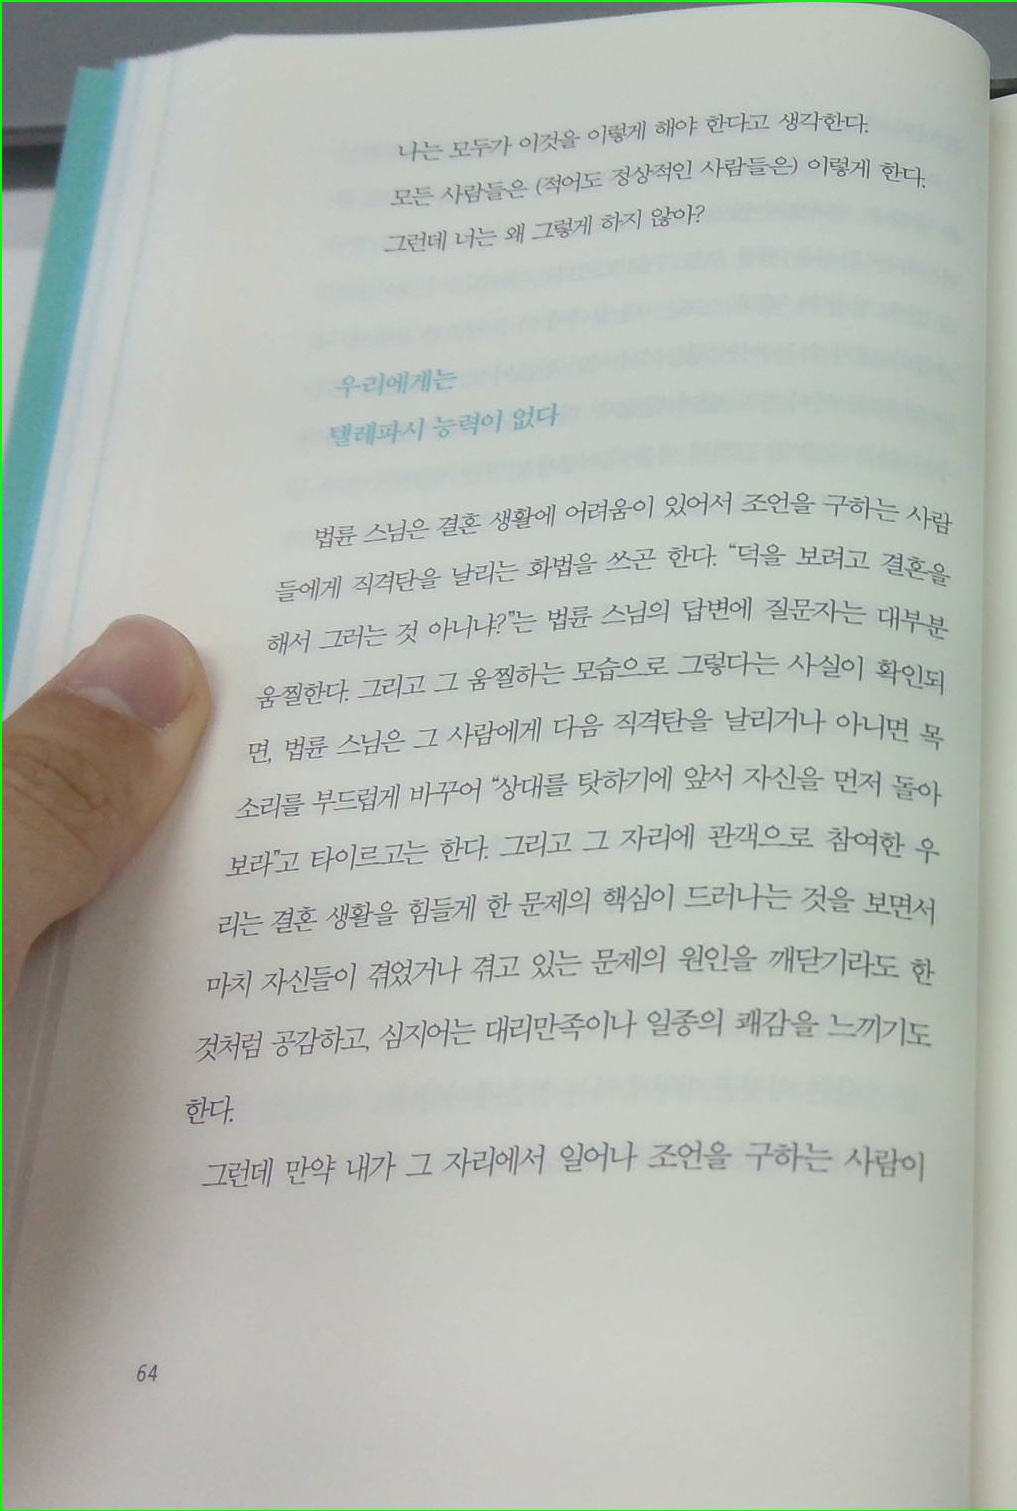 나는 모두가 이것을 이렇게 해야 한다고 생각한다.
모든 사람들은 (적어도 정상적인 사람들은) 이렇게 한다.
그런데 너는 왜 그렇게 하지 않아?
우리에게는
텔레파시 능력이 없다
법륜 스님은 결혼 생활에 어려움이 있어서 조언을 구하는 사람
들에게 직격탄을 날리는 화법을 쓰곤 한다. “덕을 보려고 결혼을
해서 그러는 것 아니냐?”는 법륜 스님의 답변에 질문자는 대부분
움찔한다. 그리고 그 움찔하는 모습으로 그렇다는 사실이 확인되
면, 법륜 스님은 그 사람에게 다음 직격탄을 날리거나 아니면 목
소리를 부드럽게 바꾸어 “상대를 탓하기에 앞서 자신을 먼저 돌아
보라”고 타이르고는 한다. 그리고 그 자리에 관객으로 참여한 우
리는 결혼 생활을 힘들게 한 문제의 핵심이 드러나는 것을 보면서
마치 자신들이 겪었거나 겪고 있는 문제의 원인을 깨닫기라도 한
것처럼 공감하고, 심지어는 대리만족이나 일종의 쾌감을 느끼기도
한다.
그런데 만약 내가 그 자리에서 일어나 조언을 구하는 사람이
64